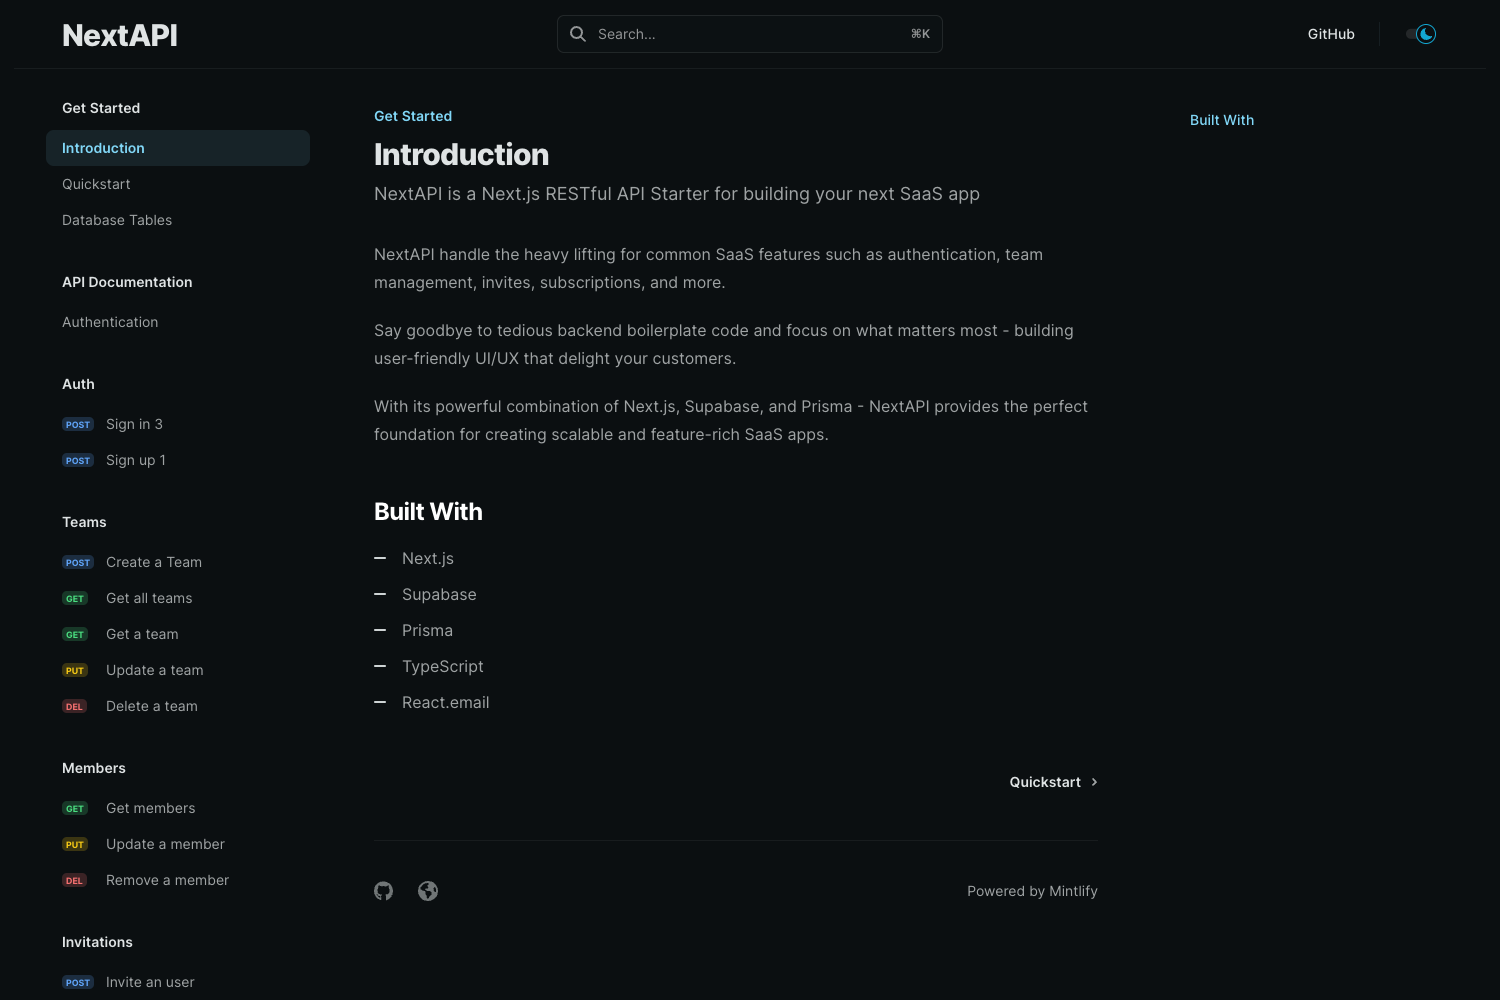 NextAPI
Search...
⌘K
GitHub
Get Started
Introduction
Quickstart
Database Tables
API Documentation
Authentication
Auth
POST Sign in 3
POST Sign up 1
Teams
POST Create a Team
GET Get all teams
GET Get a team
PUT Update a team
DEL Delete a team
Members
GET Get members
PUT Update a member
DEL Remove a member
Invitations
POST Invite an user
Get Started
Introduction
NextAPI is a Next.js RESTful API Starter for building your next SaaS app
NextAPI handle the heavy lifting for common SaaS features such as authentication, team
management, invites, subscriptions, and more.
Say goodbye to tedious backend boilerplate code and focus on what matters most - building
user-friendly UI/UX that delight your customers.
With its powerful combination of Next.js, Supabase, and Prisma - NextAPI provides the perfect
foundation for creating scalable and feature-rich SaaS apps.
Built With
Next.js
Supabase
Prisma
TypeScript
React.email
Quickstart
Powered by Mintlify
Built With